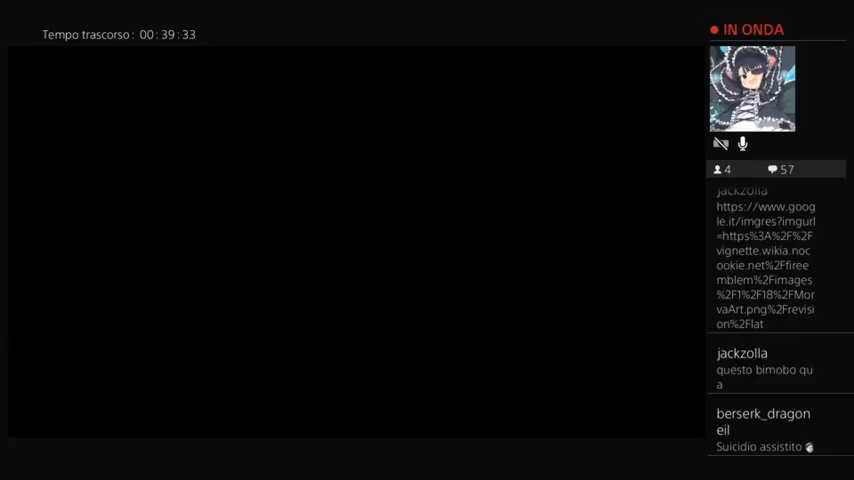 Tempo trascorso: 00:39:33
IN ONDA
4 57
jackzolla
https://www.goog
le.it/imgres?imgurl
=https%3A%2F%2F
vignette.wikia.noc
ookie.net%2Ffiree
mblem%2Fimages
%2F1%2F18%2FMor
vaArt.png%2Frevisi
on%2Flat
jackzolla
questo bimobo qu
a
berserk_dragon
eil
Suicidio assistito